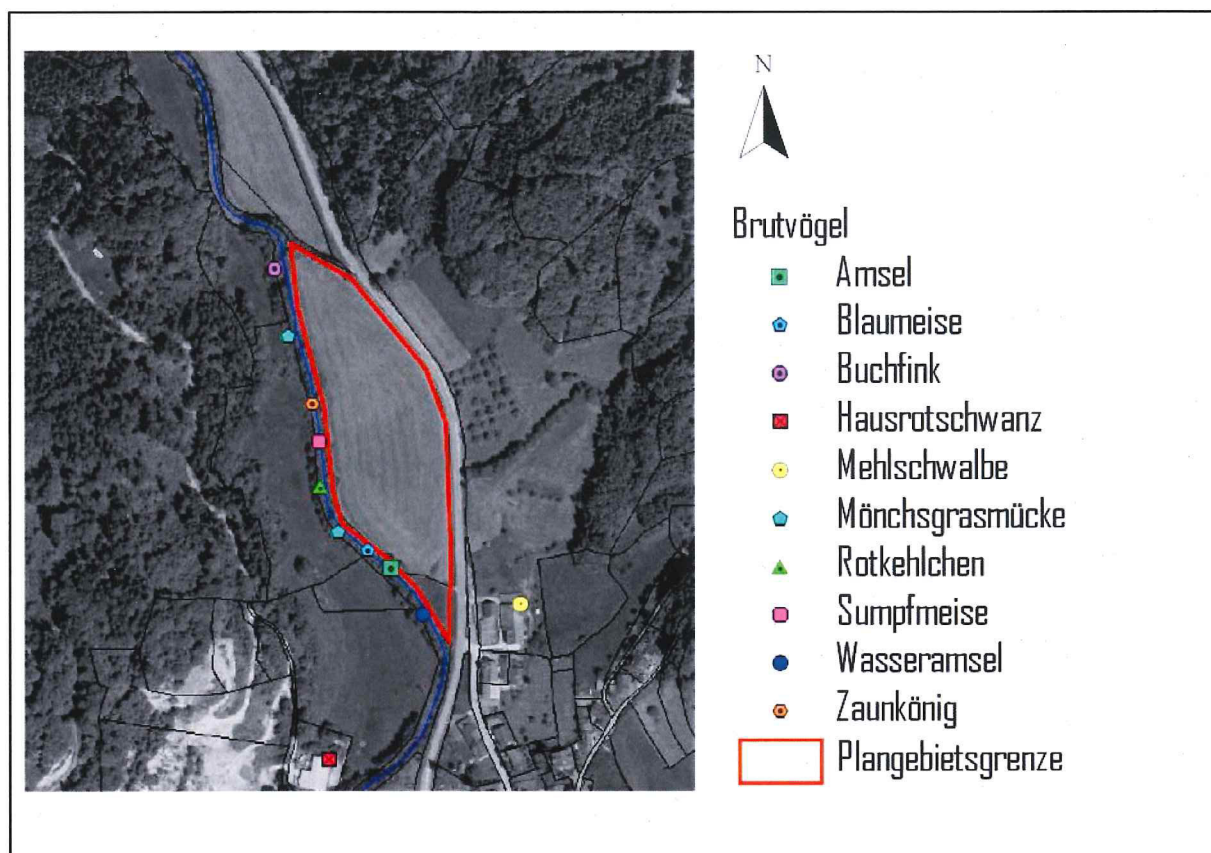 N
Brutvögel
Amsel
Blaumeise
Buchfink
Hausrotschwanz
Mehlschwalbe
Mönchsgrasmücke
Rotkehlchen
Sumpfmeise
Wasseramsel
Zaunkönig
Plangebietsgrenze